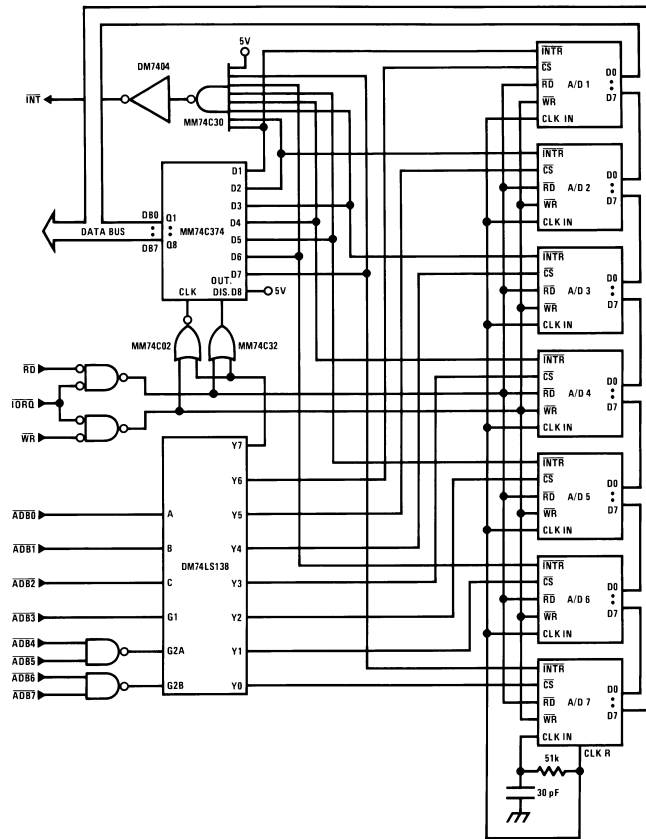 5V
DM7404
INT
MM74C30
D1
D2
D3
D4
D5
D6
D7
DB0 Q1
DATA BUS
MM74C374
DB7 Q8
OUT.
CLK DIS. D8
5V
MM74C02
MM74C32
RD
IORQ
WR
Y7
Y6
ADB0 A Y5
ADB1 B Y4
DM74LS138
ADB2 C Y3
ADB3 G1 Y2
ADB4
ADB5 G2A Y1
ADB6
ADB7 G2B Y0
INTR
CS D0
RD A/D 1
WR D7
CLK IN
INTR
CS D0
RD A/D 2
WR D7
CLK IN
INTR
CS D0
RD A/D 3
WR D7
CLK IN
INTR
CS D0
RD A/D 4
WR D7
CLK IN
INTR
CS D0
RD A/D 5
WR D7
CLK IN
INTR
CS D0
RD A/D 6
WR D7
CLK IN
INTR
CS D0
RD A/D 7
WR D7
CLK IN
CLK R
51k
30 pF